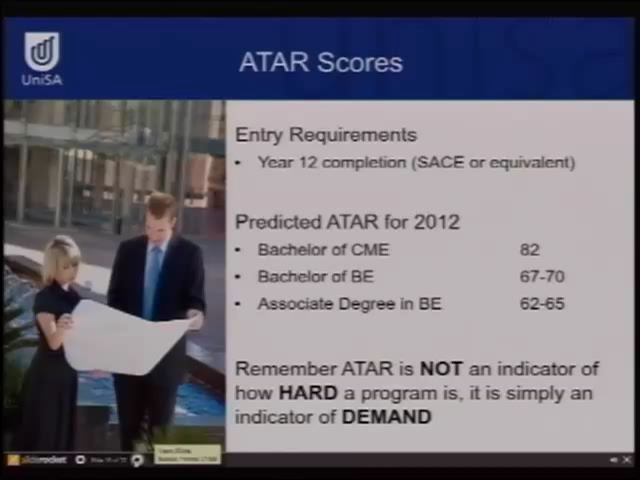 UniSA
ATAR Scores
Entry Requirements
• Year 12 completion (SACE or equivalent)
Predicted ATAR for 2012
• Bachelor of CME 82
• Bachelor of BE 67-70
• Associate Degree in BE 62-65
Remember ATAR is NOT an indicator of
how HARD a program is, it is simply an
indicator of DEMAND
sliderocket